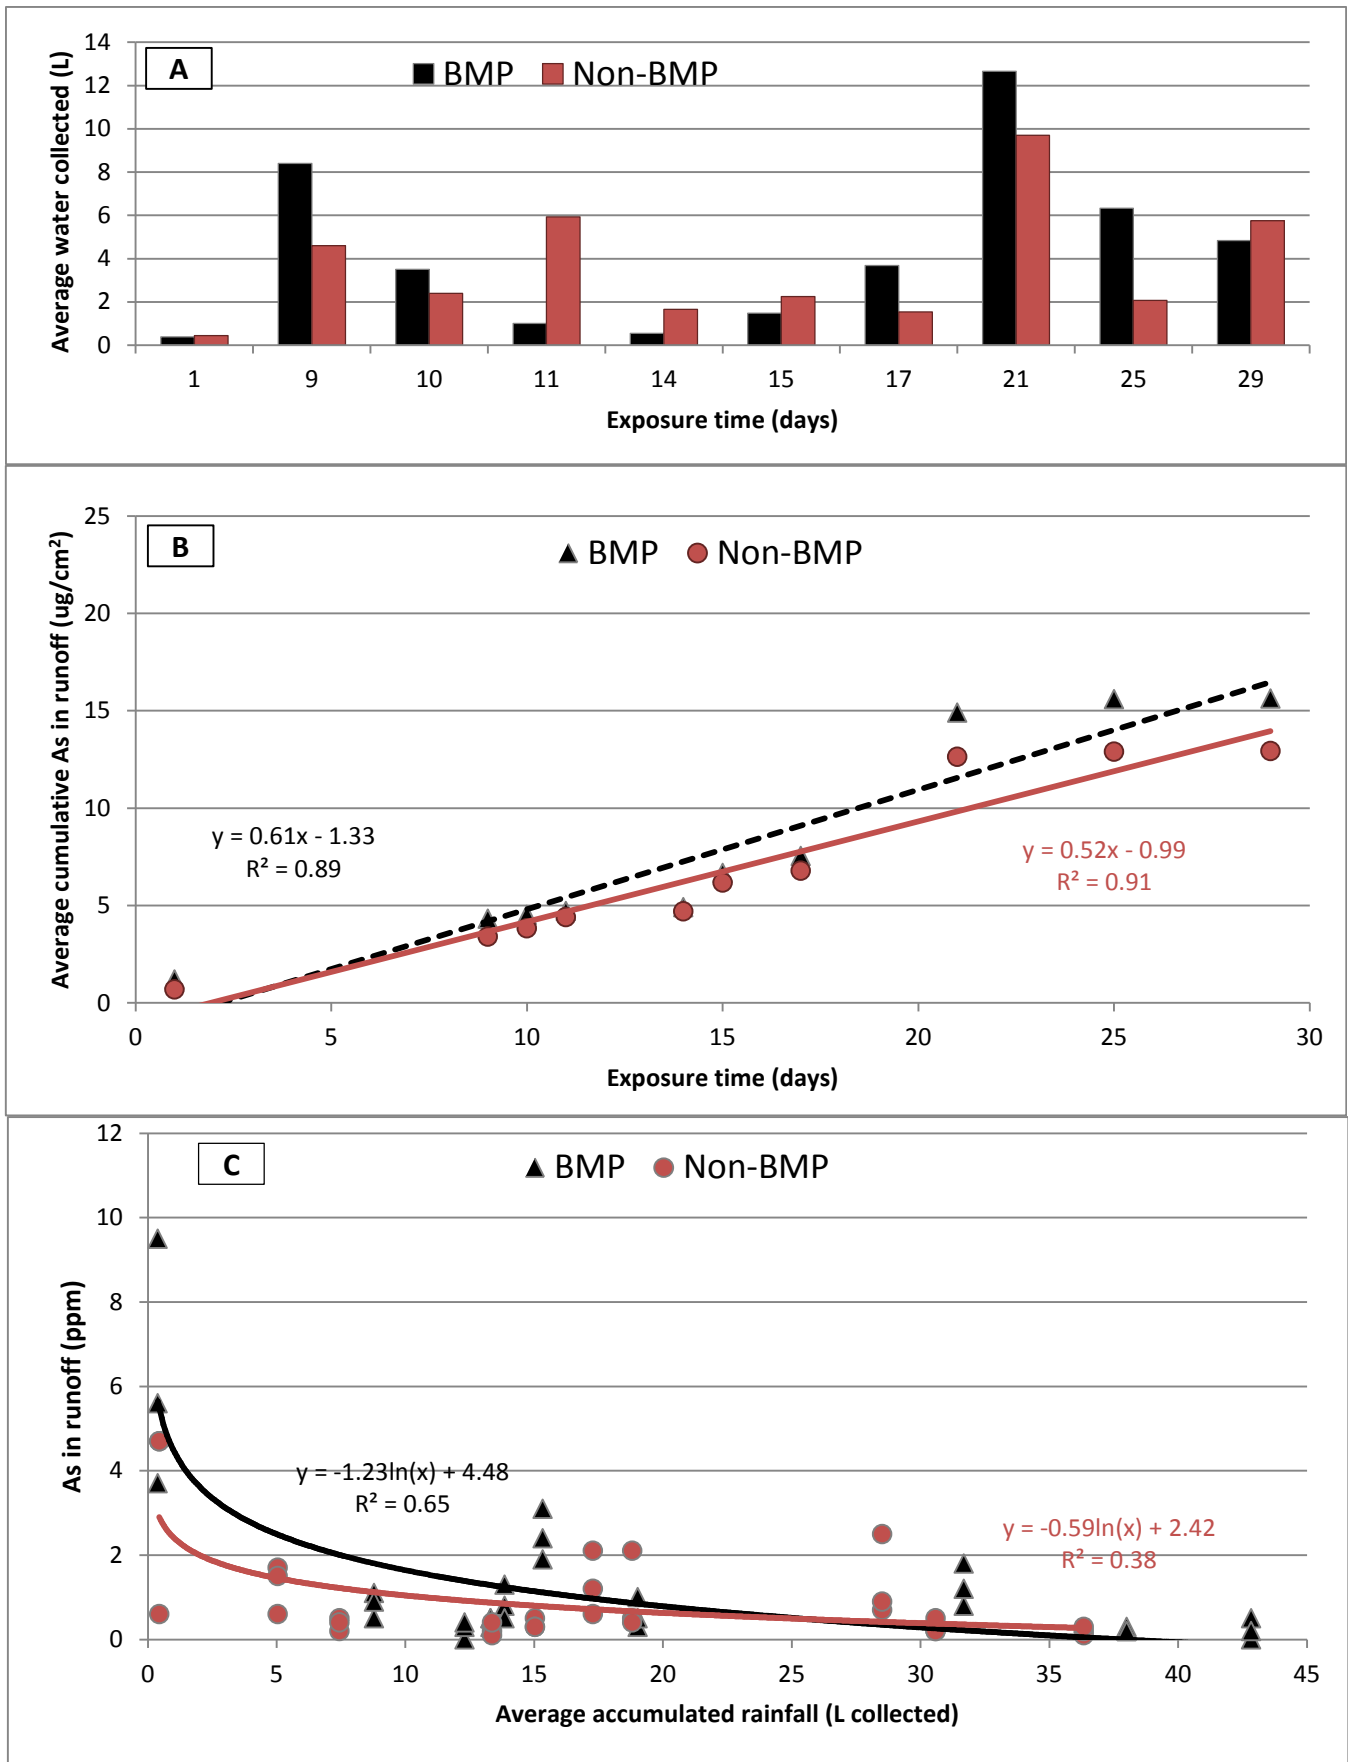 A
BMP Non-BMP
Average water collected (L)
14
12
10
8
6
4
2
0
1 9 10 11 14 15 17 21 25 29
Exposure time (days)
B
BMP Non-BMP
Average cumulative As in runoff (ug/cm²)
25
20
15
10
5
0
y = 0.61x - 1.33
R² = 0.89
y = 0.52x - 0.99
R² = 0.91
0 5 10 15 20 25 30
Exposure time (days)
C
BMP Non-BMP
As in runoff (ppm)
12
10
8
6
4
2
0
y = -1.23ln(x) + 4.48
R² = 0.65
y = -0.59ln(x) + 2.42
R² = 0.38
0 5 10 15 20 25 30 35 40 45
Average accumulated rainfall (L collected)